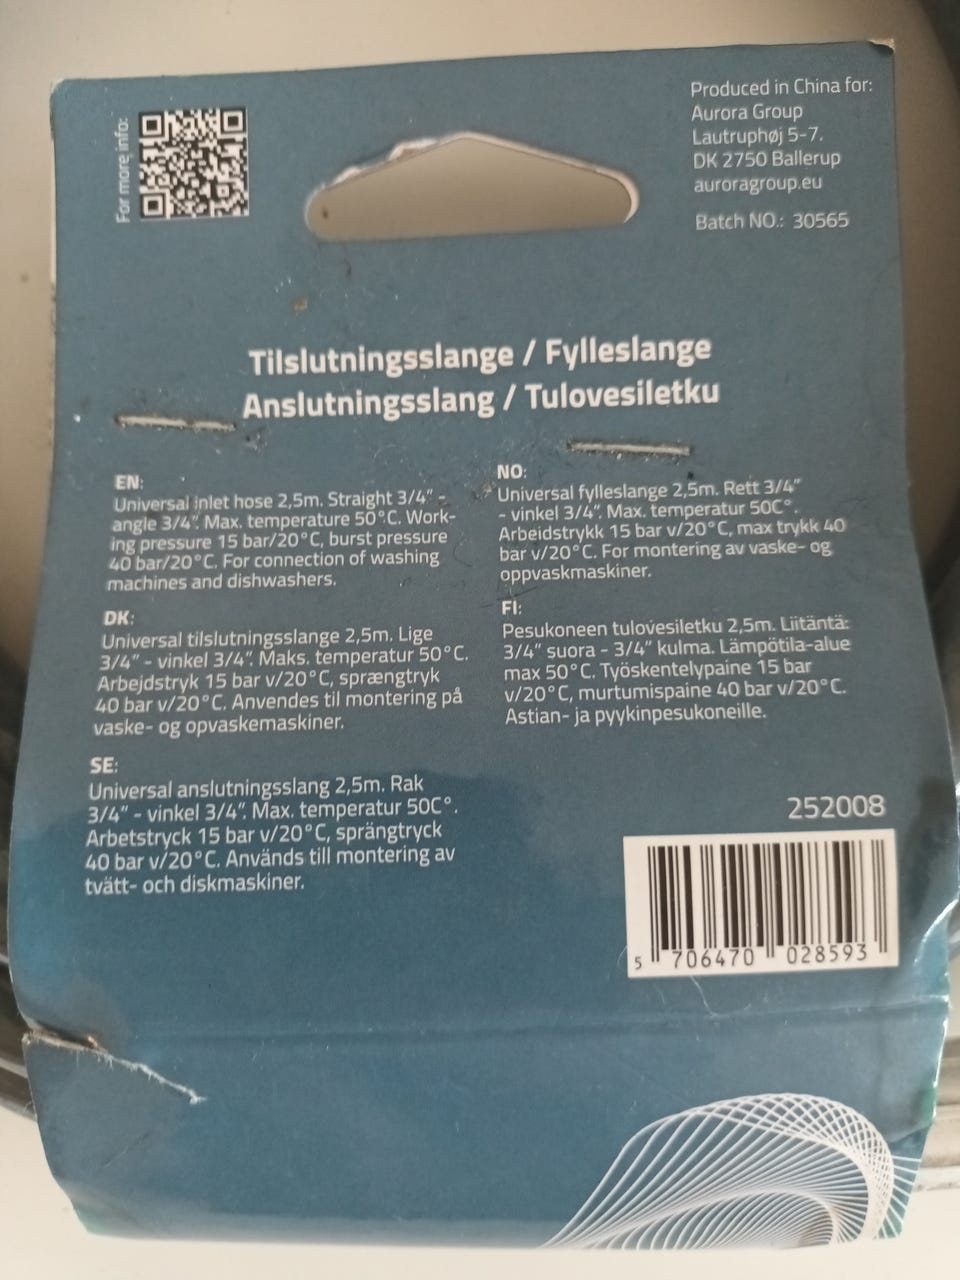 For more info:
Produced in China for:
Aurora Group
Lautruphøj 5-7.
DK 2750 Ballerup
auroragroup.eu
Batch NO.: 30565
Tilslutningsslange / Fylleslange
Anslutningsslang / Tulovesiletku
EN:
Universal inlet hose 2,5m. Straight 3/4" -
angle 3/4". Max. temperature 50°C. Work-
ing pressure 15 bar/20°C, burst pressure
40 bar/20°C. For connection of washing
machines and dishwashers.
DK:
Universal tilslutningsslange 2,5m. Lige
3/4" - vinkel 3/4". Maks. temperatur 50°C.
Arbejdstryk 15 bar v/20°C, sprængtryk
40 bar v/20°C. Anvendes til montering på
vaske- og opvaskemaskiner.
SE:
Universal anslutningsslang 2,5m. Rak
3/4" - vinkel 3/4". Max. temperatur 50C°.
Arbetstryck 15 bar v/20°C, sprängtryck
40 bar v/20°C. Används till montering av
tvätt- och diskmaskiner.
NO:
Universal fylleslange 2,5m. Rett 3/4"
- vinkel 3/4". Max. temperatur 50C°.
Arbeidstrykk 15 bar v/20°C, max trykk 40
bar v/20°C. For montering av vaske- og
oppvaskmaskiner.
FI:
Pesukoneen tulovesiletku 2,5m. Liitäntä:
3/4" suora - 3/4" kulma. Lämpötila-alue
max 50°C. Työskentelypaine 15 bar
v/20°C, murtumispaine 40 bar v/20°C.
Astian- ja pyykinpesukoneille.
252008
5 706470 028593